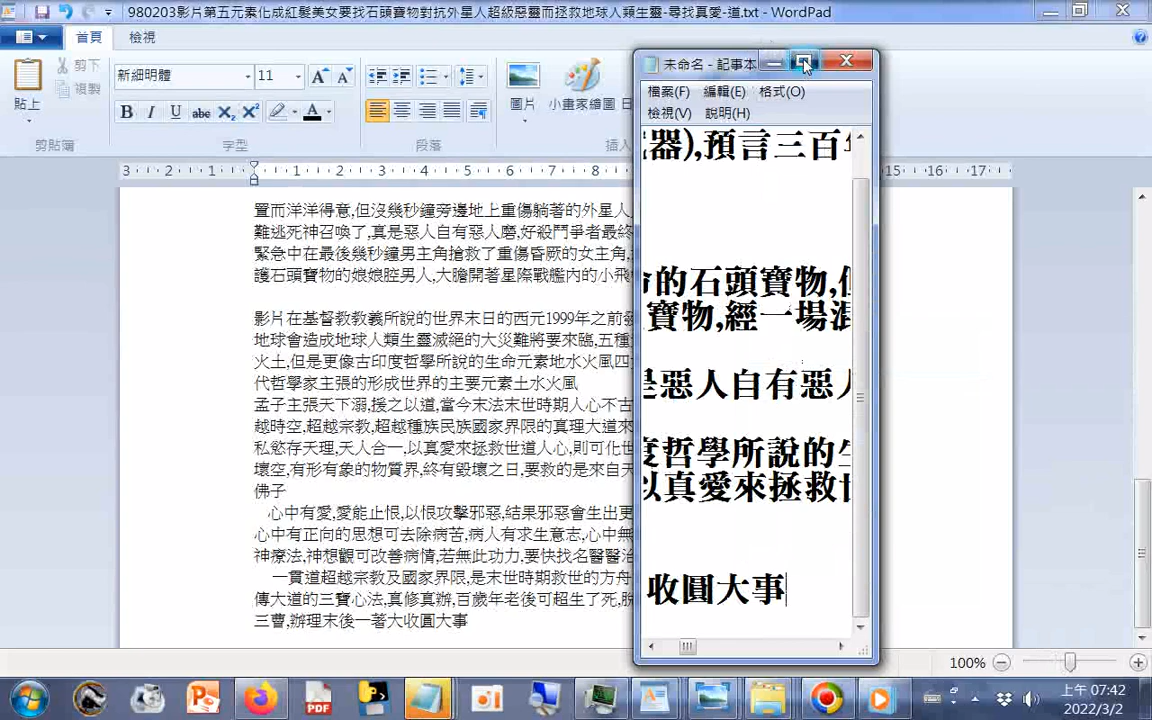 980203影片第五元素化成紅髮美女要找石頭寶物對抗外星人超級惡靈而拯救地球人類生靈-尋找真愛-道.txt - WordPad
首頁
檢視
貼上
剪下
複製
新細明體
11
B I U abc X₂ X²
A
圖片
小畫家繪圖
剪貼簿
字型
段落
插入
3 2 1 1 2 3 4 5 6 7 8 15 16 17
置而洋洋得意,但沒幾秒鐘旁邊地上重傷躺著的外星人
難逃死神召喚了,真是惡人自有惡人磨,好殺鬥爭者最終
緊急中在最後幾秒鐘男主角搶救了重傷昏厥的女主角,
護石頭寶物的娘娘腔男人,大膽開著星際戰艦內的小飛
影片在基督教教義所說的世界末日的西元1999年之前
地球會造成地球人類生靈滅絕的大災難將要來臨,五種
火土,但是更像古印度哲學所說的生命元素地水火風四
代哲學家主張的形成世界的主要元素土水火風
孟子主張天下溺,援之以道,當今末法末世時期人心不古
越時空,超越宗教,超越種族民族國家界限的真理大道來
私慾存天理,天人合一,以真愛來拯救世道人心,則可化世
壞空,有形有象的物質界,終有毀壞之日,要救的是來自天
佛子
心中有愛,愛能止恨,以恨攻擊邪惡,結果邪惡會生出更
心中有正向的思想可去除病苦,病人有求生意志,心中無
神療法,神想觀可改善病情,若無此功力,要快找名醫醫治
一貫道超越宗教及國家界限,是末世時期救世的方舟
傳大道的三寶心法,真修真辦,百歲年老後可超生了死,脫
三曹,辦理末後一著大收圓大事
未命名 - 記事本
檔案(F) 編輯(E) 格式(O)
檢視(V) 說明(H)
器),預言三百
的石頭寶物,
寶物,經一場
是惡人自有惡人
度哲學所說的
以真愛來拯救世
收圓大事
100%
PDF
上午 07:42
2022/3/2